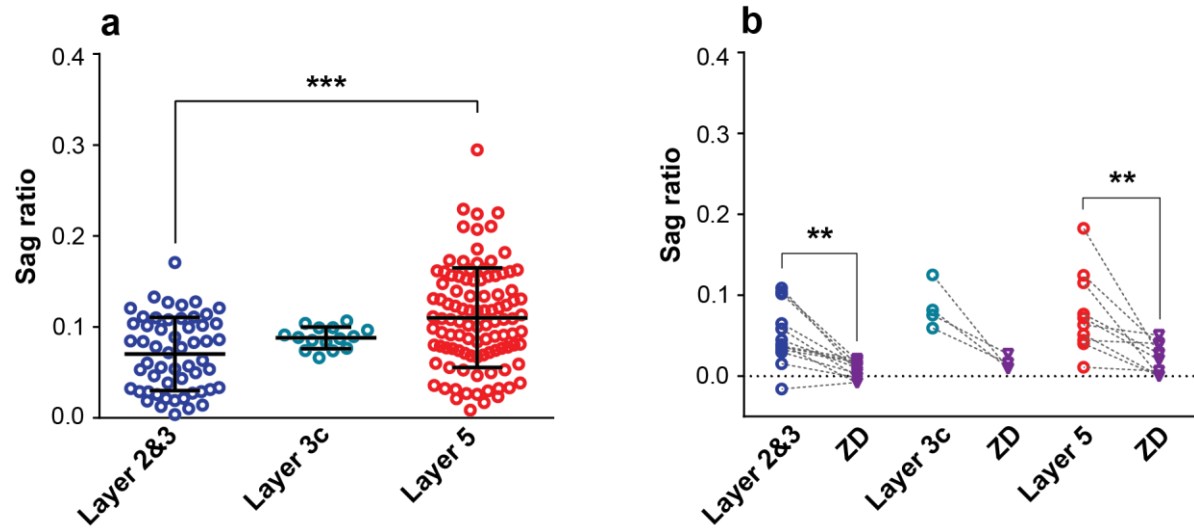 a
Sag ratio
0.4
0.3
0.2
0.1
0.0
***
Layer 2&3
Layer 3c
Layer 5
b
Sag ratio
0.4
0.3
0.2
0.1
0.0
**
**
Layer 2&3
ZD
Layer 3c
ZD
Layer 5
ZD